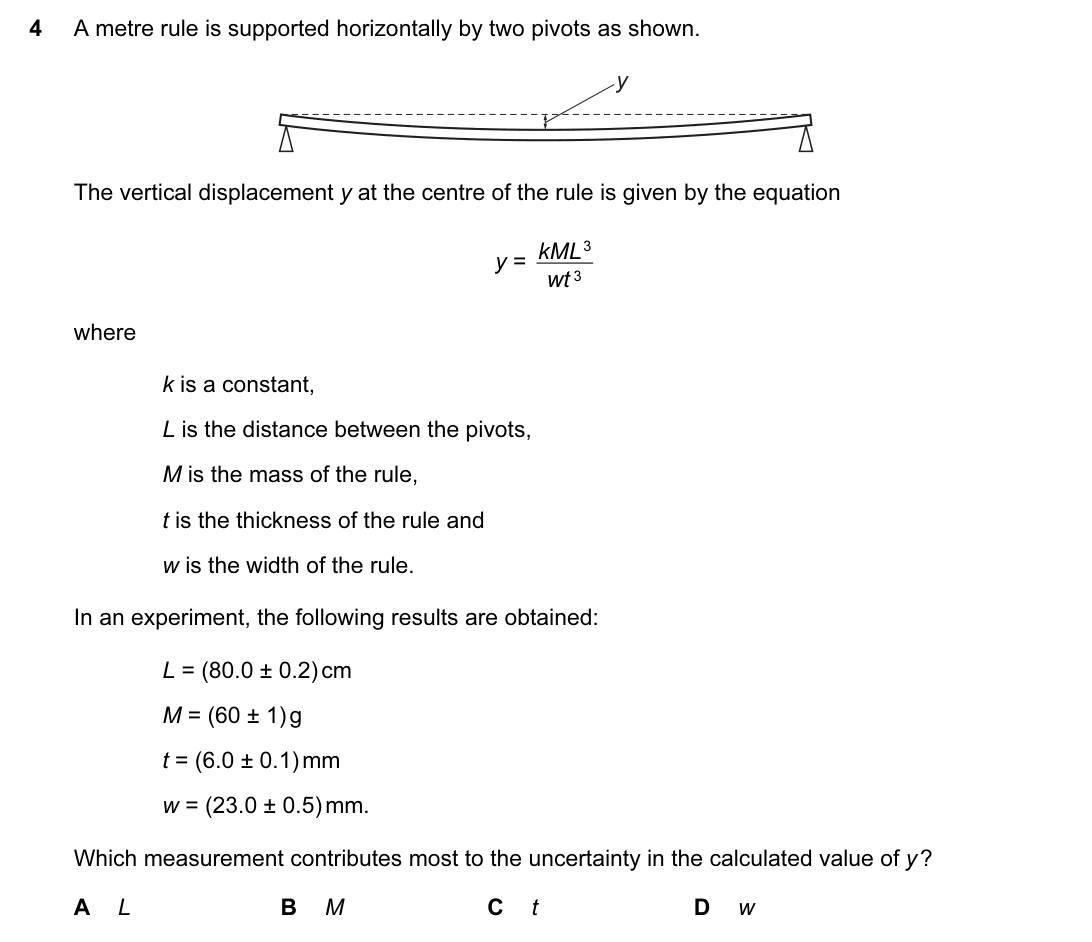 4 A metre rule is supported horizontally by two pivots as shown.
y
The vertical displacement y at the centre of the rule is given by the equation
y = kML³
wt³
where
k is a constant,
L is the distance between the pivots,
M is the mass of the rule,
t is the thickness of the rule and
w is the width of the rule.
In an experiment, the following results are obtained:
L = (80.0 ± 0.2) cm
M = (60 ± 1) g
t = (6.0 ± 0.1) mm
w = (23.0 ± 0.5) mm.
Which measurement contributes most to the uncertainty in the calculated value of y?
A L B M C t D w